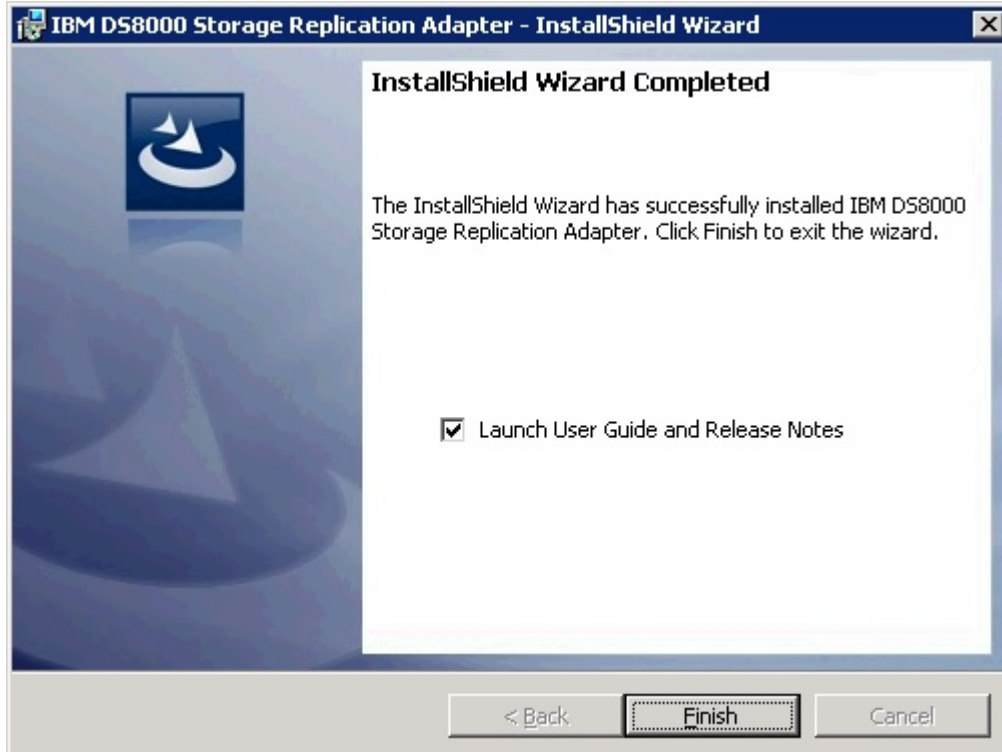 IBM DS8000 Storage Replication Adapter - InstallShield Wizard
InstallShield Wizard Completed
The InstallShield Wizard has successfully installed IBM DS8000
Storage Replication Adapter. Click Finish to exit the wizard.
Launch User Guide and Release Notes
< Back
Finish
Cancel